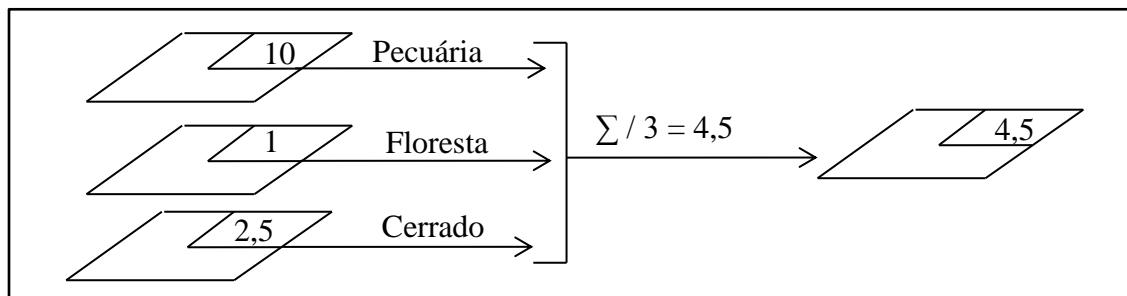 10 Pecuária
1 Floresta
2,5 Cerrado
∑ / 3 = 4,5
4,5